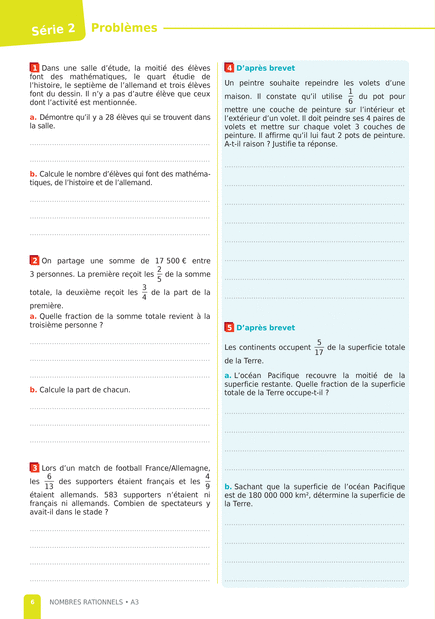 Série 2 Problèmes
1 Dans une salle d'étude, la moitié des élèves
font des mathématiques, le quart étudie de
l'histoire, le septième de l'allemand et trois élèves
font du dessin. Il n'y a pas d'autre élève que ceux
dont l'activité est mentionnée.
a. Démontre qu'il y a 28 élèves qui se trouvent dans
la salle.
b. Calcule le nombre d'élèves qui font des mathéma-
tiques, de l'histoire et de l'allemand.
2 On partage une somme de 17 500 € entre
3 personnes. La première reçoit les 2/5 de la somme
totale, la deuxième reçoit les 3/4 de la part de la
première.
a. Quelle fraction de la somme totale revient à la
troisième personne ?
b. Calcule la part de chacun.
3 Lors d'un match de football France/Allemagne,
les 6/13 des supporters étaient français et les 4/9
étaient allemands. 583 supporters n'étaient ni
français ni allemands. Combien de spectateurs y
avait-il dans le stade ?
4 D'après brevet
Un peintre souhaite repeindre les volets d'une
maison. Il constate qu'il utilise 1/6 du pot pour
mettre une couche de peinture sur l'intérieur et
l'extérieur d'un volet. Il doit peindre ses 4 paires de
volets et mettre sur chaque volet 3 couches de
peinture. Il affirme qu'il lui faut 2 pots de peinture.
A-t-il raison ? Justifie ta réponse.
5 D'après brevet
Les continents occupent 5/17 de la superficie totale
de la Terre.
a. L'océan Pacifique recouvre la moitié de la
superficie restante. Quelle fraction de la superficie
totale de la Terre occupe-t-il ?
b. Sachant que la superficie de l'océan Pacifique
est de 180 000 000 km², détermine la superficie de
la Terre.
6 NOMBRES RATIONNELS • A3